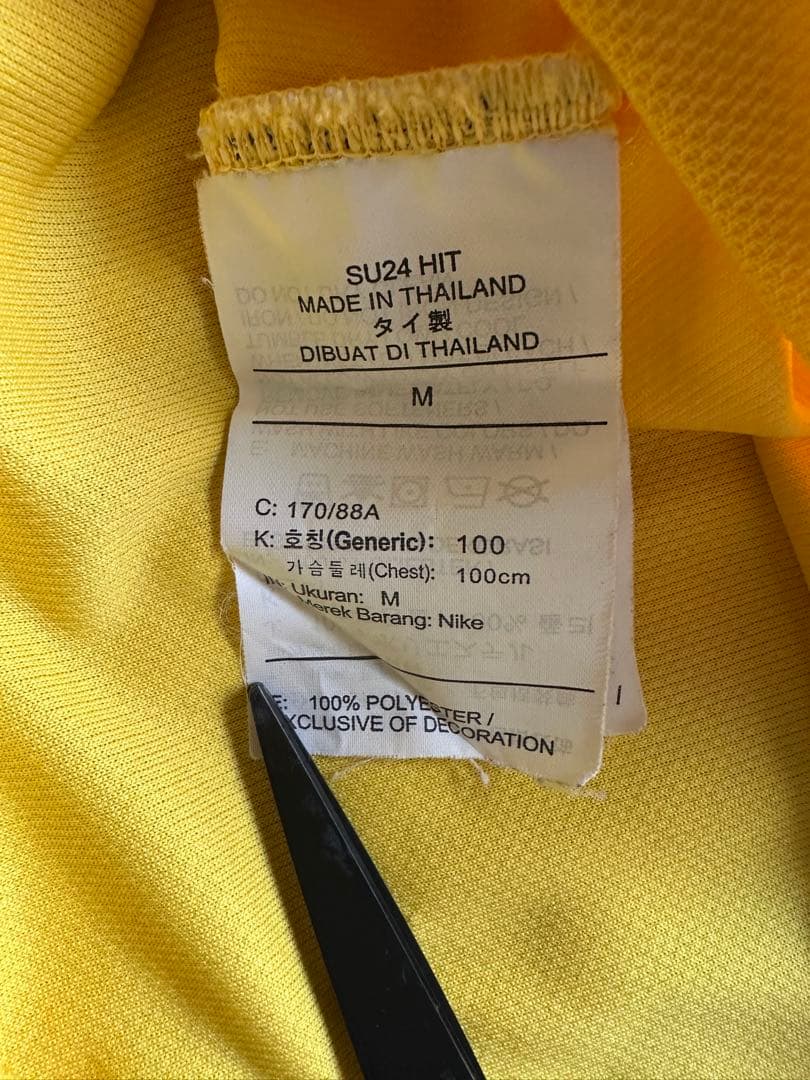 SU24 HIT
MADE IN THAILAND
タイ製
DIBUAT DI THAILAND
M
C: 170/88A
K: 호칭(Generic): 100
가슴둘레(Chest): 100cm
Ukuran: M
Merek Barang: Nike
E: 100% POLYESTER /
EXCLUSIVE OF DECORATION